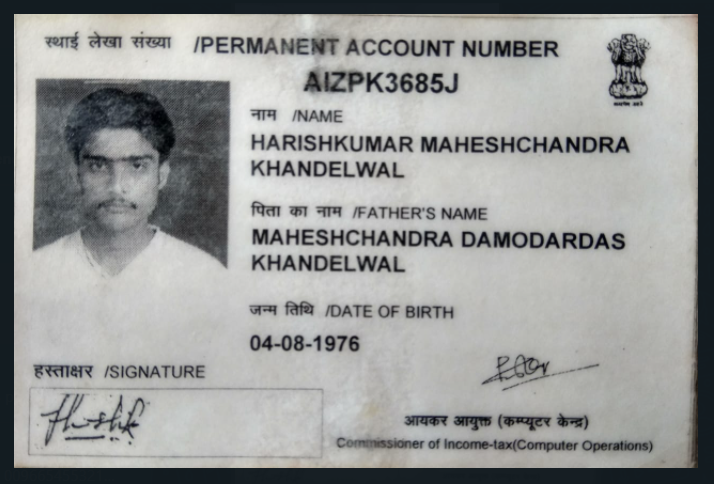 स्थाई लेखा संख्या /PERMANENT ACCOUNT NUMBER
AIZPK3685J
नाम /NAME
HARISHKUMAR MAHESHCHANDRA
KHANDELWAL
पिता का नाम /FATHER'S NAME
MAHESHCHANDRA DAMODARDAS
KHANDELWAL
जन्म तिथि /DATE OF BIRTH
04-08-1976
हस्ताक्षर /SIGNATURE
आयकर आयुक्त (कम्प्यूटर केन्द्र)
Commissioner of Income-tax(Computer Operations)